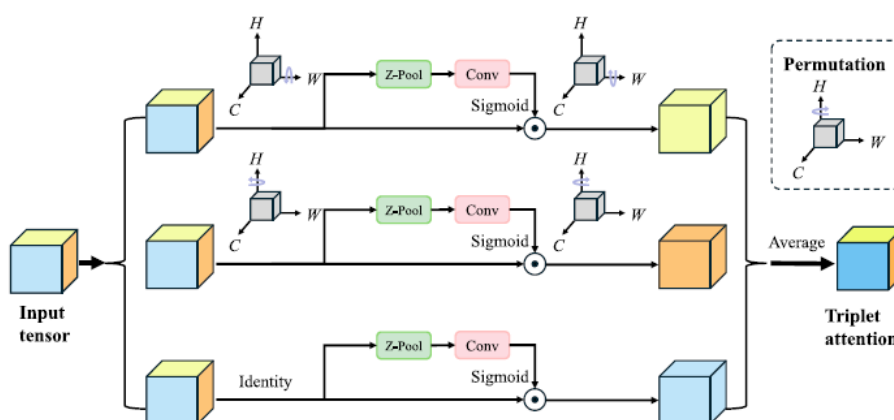 H
W
C
Z-Pool
Conv
Sigmoid
H
W
C
Permutation
H
W
C
H
W
C
Z-Pool
Conv
Sigmoid
H
W
C
Average
Input
tensor
Triplet
attention
Identity
Z-Pool
Conv
Sigmoid